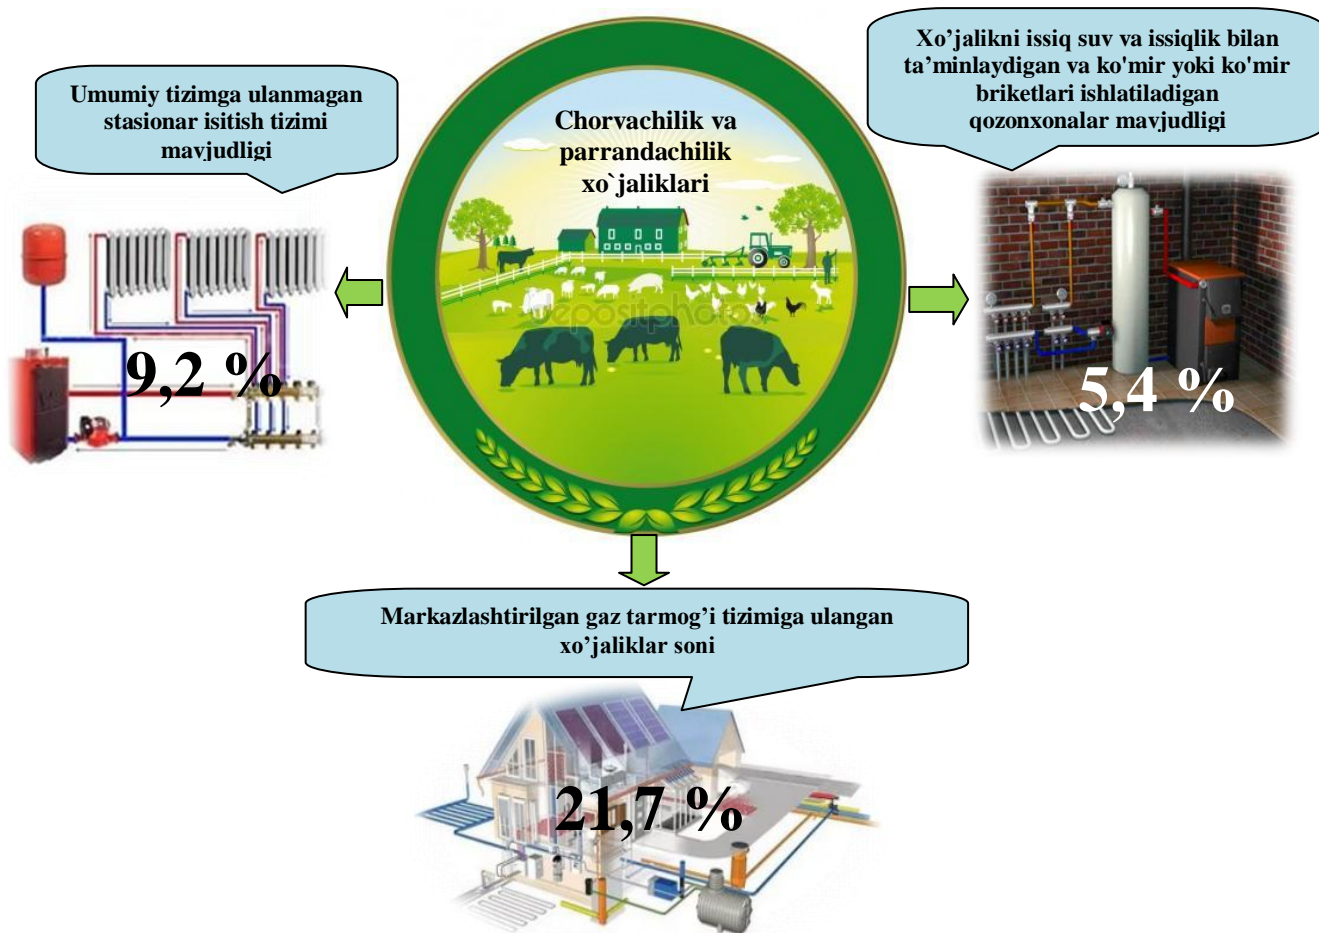 Xo’jalikni issiq suv va issiqlik bilan
ta’minlaydigan va ko'mir yoki ko'mir
briketlari ishlatiladigan
qozonxonalar mavjudligi
Umumiy tizimga ulanmagan
stasionar isitish tizimi
mavjudligi
Chorvachilik va
parrandachilik
xo`jaliklari
depositphotos
9,2 %
5,4 %
Markazlashtirilgan gaz tarmog’i tizimiga ulangan
xo’jaliklar soni
21,7 %